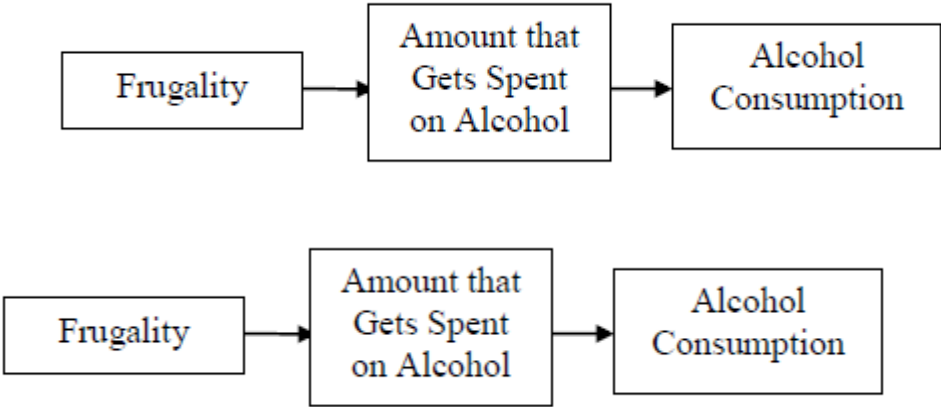 Frugality
Amount that
Gets Spent
on Alcohol
Alcohol
Consumption
Frugality
Amount that
Gets Spent
on Alcohol
Alcohol
Consumption